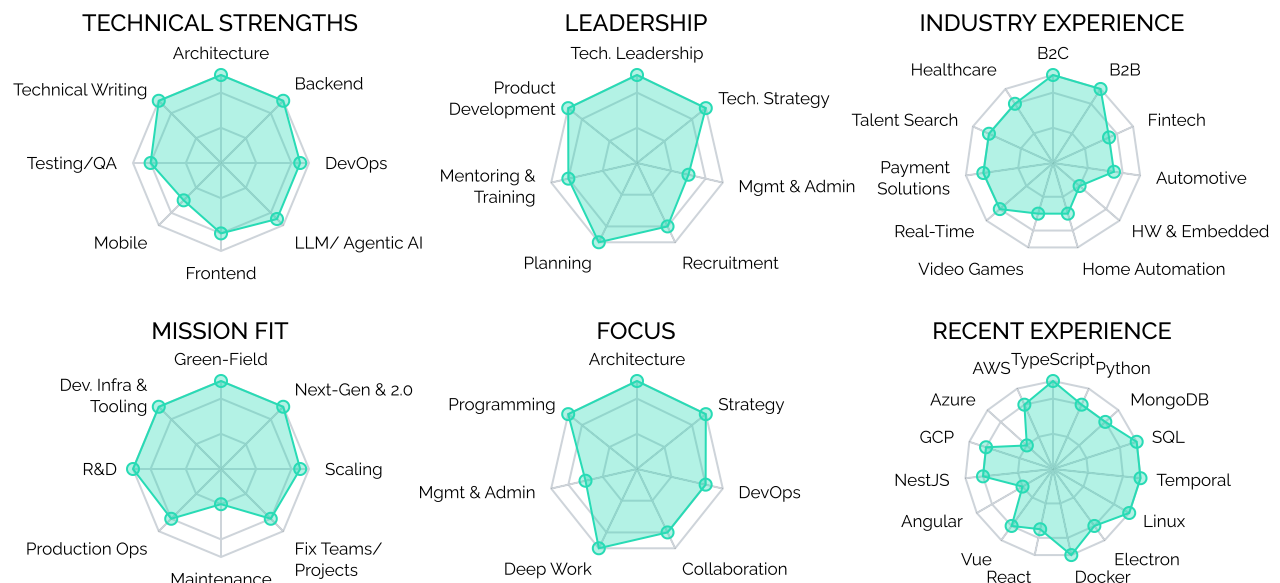 TECHNICAL STRENGTHS
Architecture
Backend
DevOps
LLM/ Agentic AI
Frontend
Mobile
Testing/QA
Technical Writing
LEADERSHIP
Tech. Leadership
Tech. Strategy
Mgmt & Admin
Recruitment
Planning
Mentoring &
Training
Product
Development
INDUSTRY EXPERIENCE
B2C
B2B
Fintech
Automotive
HW & Embedded
Home Automation
Video Games
Real-Time
Payment
Solutions
Talent Search
Healthcare
MISSION FIT
Green-Field
Next-Gen & 2.0
Scaling
Fix Teams/
Projects
Maintenance
Production Ops
R&D
Dev. Infra &
Tooling
FOCUS
Architecture
Strategy
DevOps
Collaboration
Deep Work
Mgmt & Admin
Programming
RECENT EXPERIENCE
TypeScript
Python
MongoDB
SQL
Temporal
Linux
Electron
Docker
React
Vue
Angular
NestJS
GCP
Azure
AWS